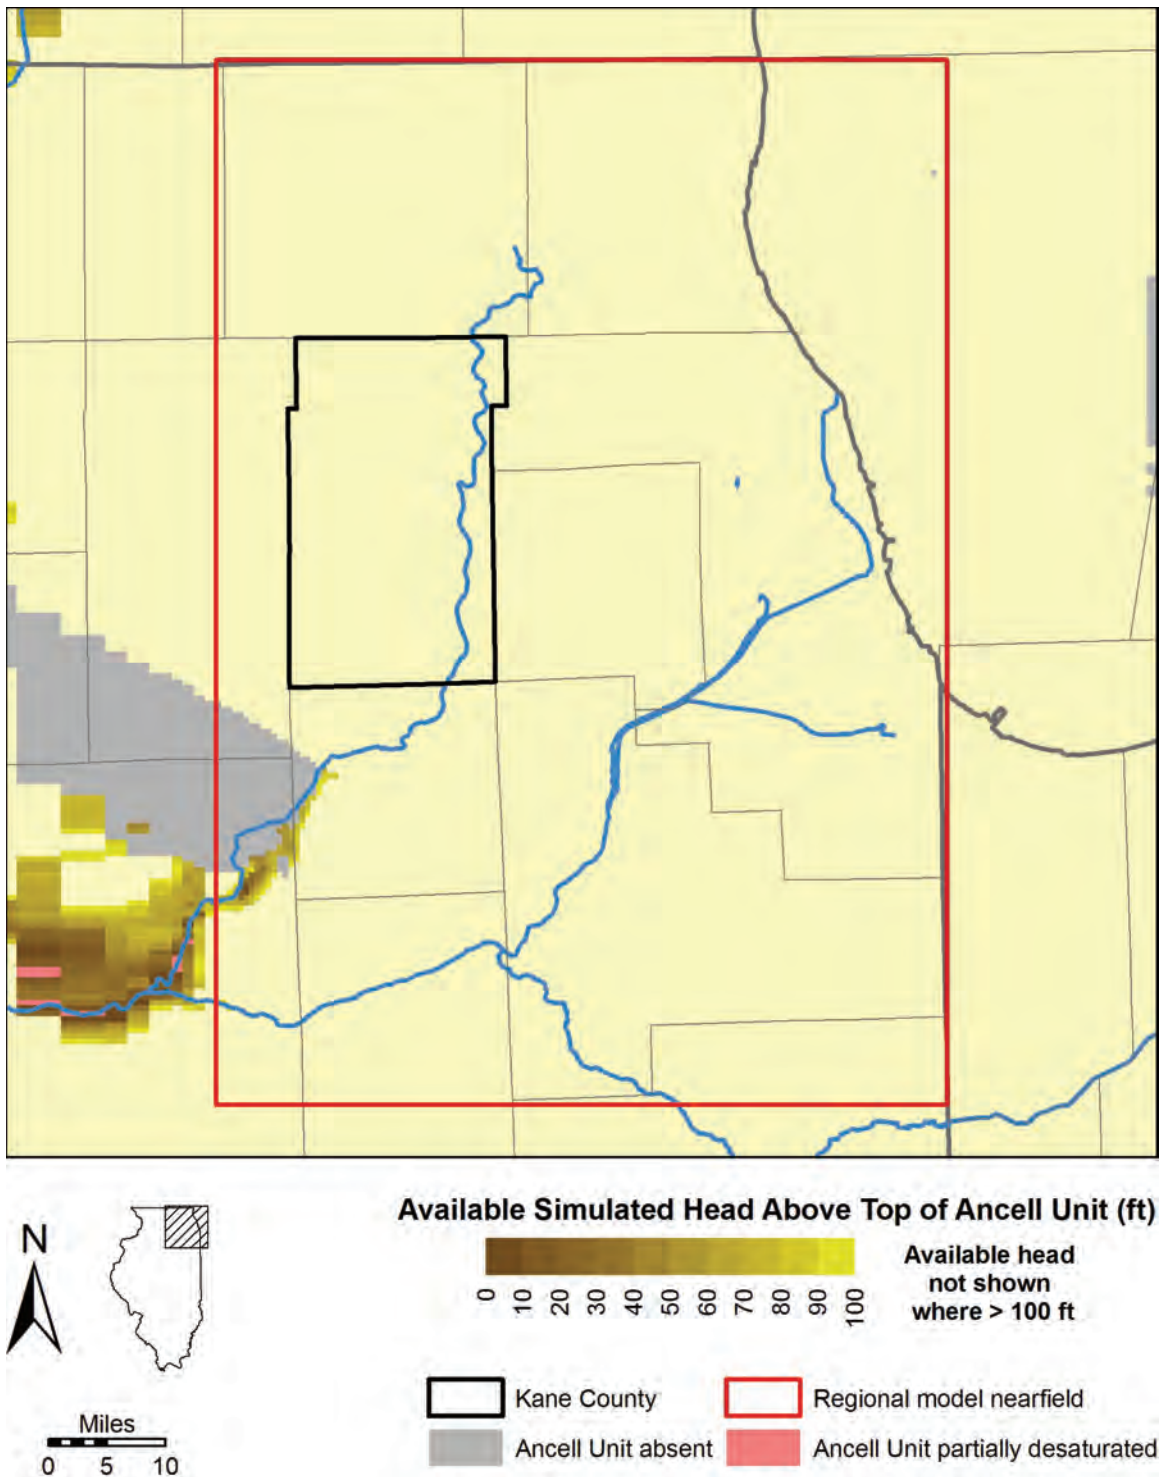 Available Simulated Head Above Top of Ancell Unit (ft)
0 10 20 30 40 50 60 70 80 90 100
Available head
not shown
where > 100 ft
N
Kane County
Regional model nearfield
Ancell Unit absent
Ancell Unit partially desaturated
Miles
0 5 10